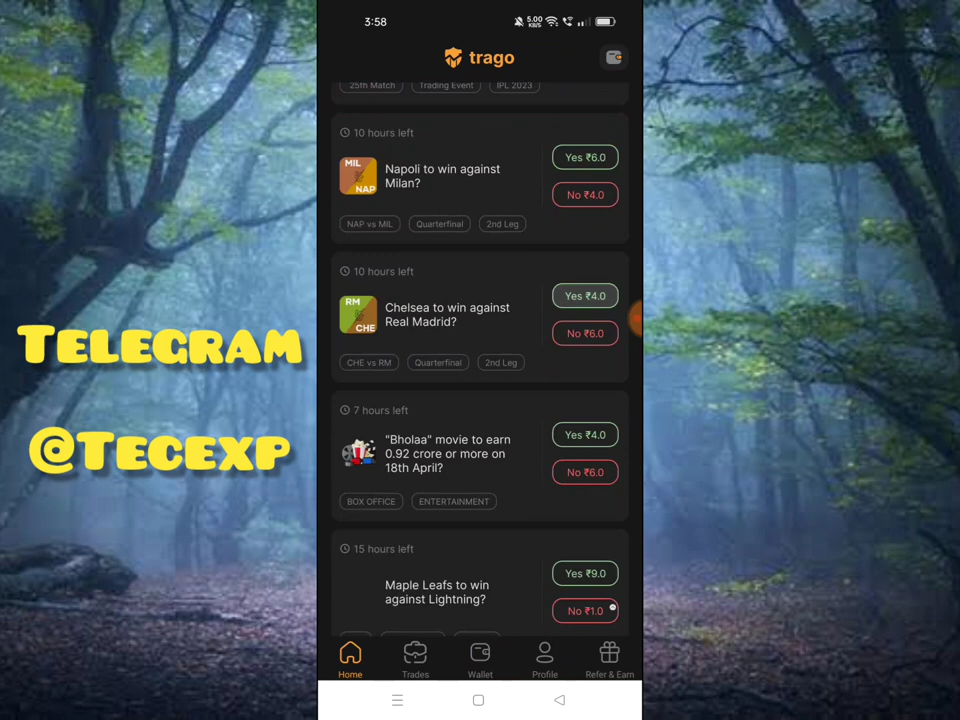 3:58
5.00
KB/S
trago
25th Match
Trading Event
IPL 2023
10 hours left
MIL
NAP
Napoli to win against
Milan?
Yes ₹6.0
No ₹4.0
NAP vs MIL
Quarterfinal
2nd Leg
10 hours left
RM
CHE
Chelsea to win against
Real Madrid?
Yes ₹4.0
No ₹6.0
CHE vs RM
Quarterfinal
2nd Leg
7 hours left
"Bholaa" movie to earn
0.92 crore or more on
18th April?
Yes ₹4.0
No ₹6.0
BOX OFFICE
ENTERTAINMENT
15 hours left
Maple Leafs to win
against Lightning?
Yes ₹9.0
No ₹1.0
Home
Trades
Wallet
Profile
Refer & Earn
Telegram
@Tecexp